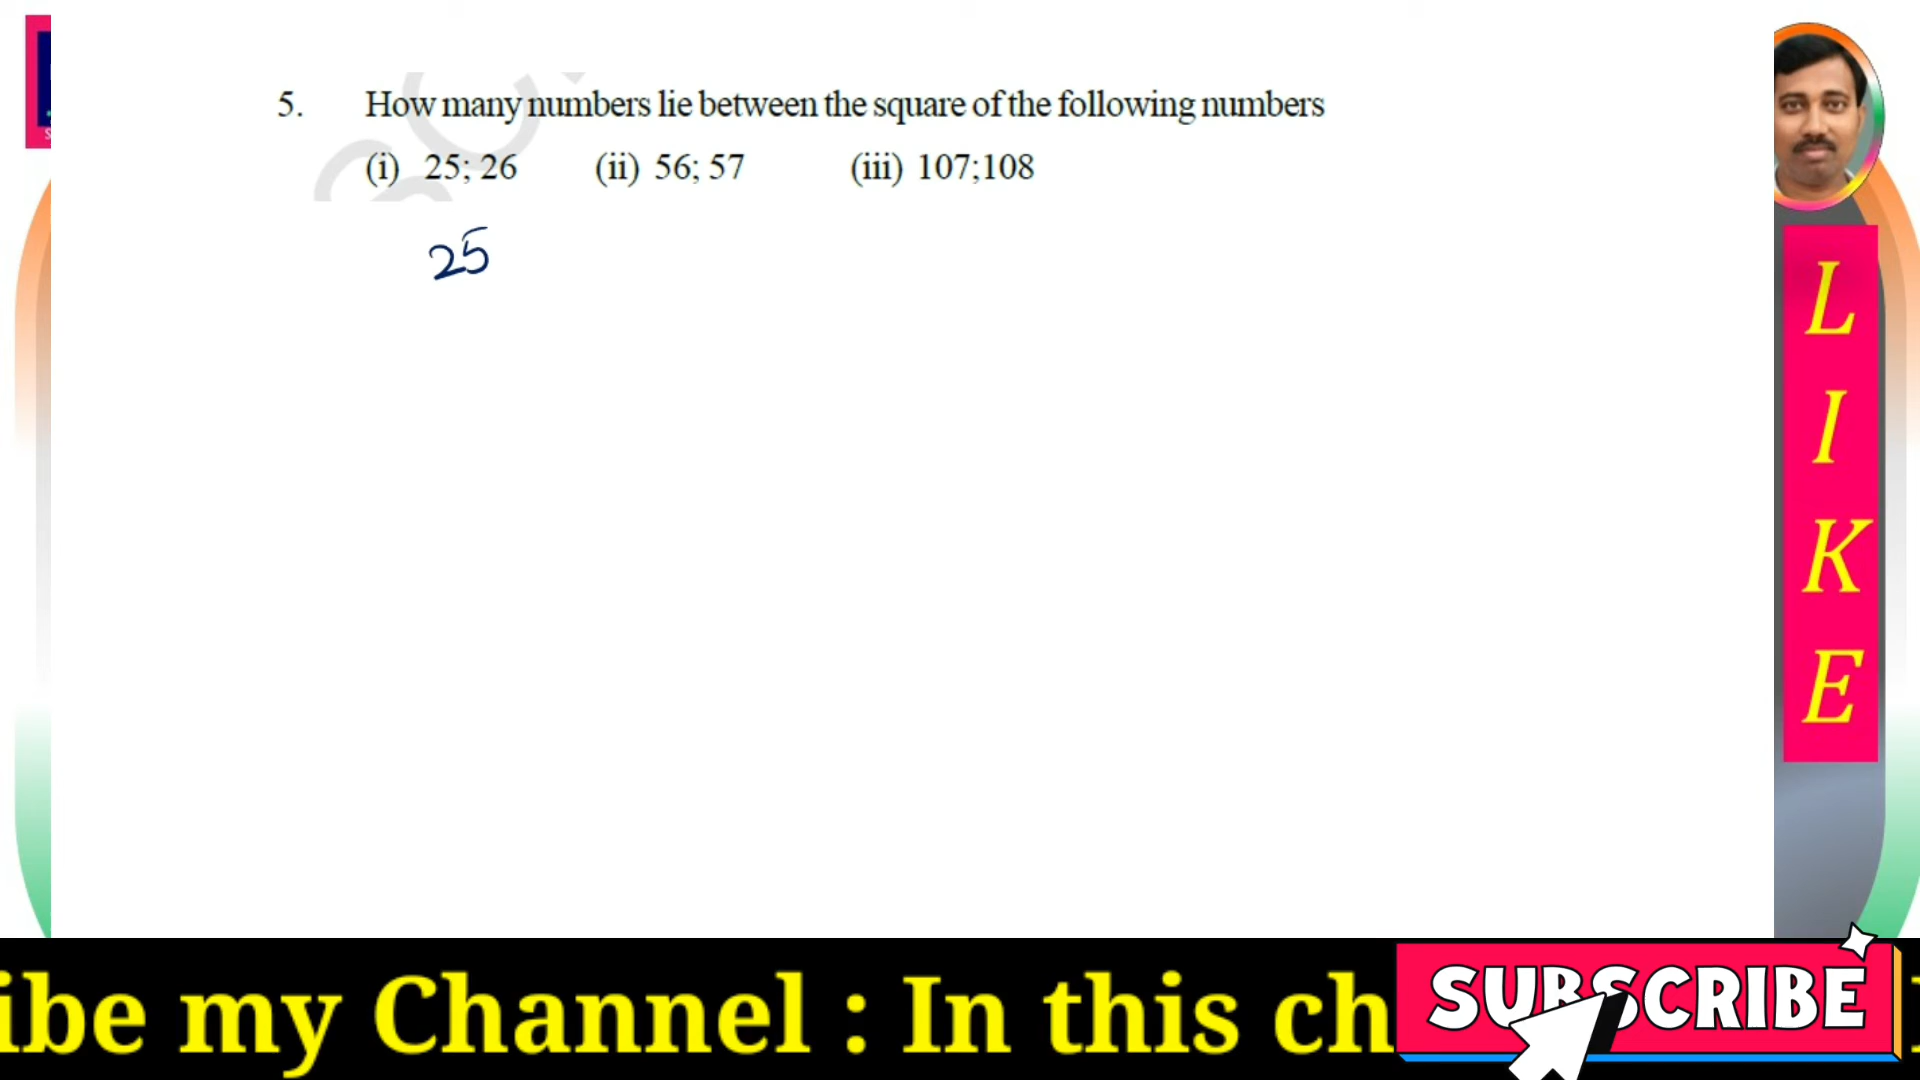 5. How many numbers lie between the square of the following numbers
(i) 25; 26 (ii) 56; 57 (iii) 107;108
25
L
I
K
E
ibe my Channel : In this ch
SUBSCRIBE